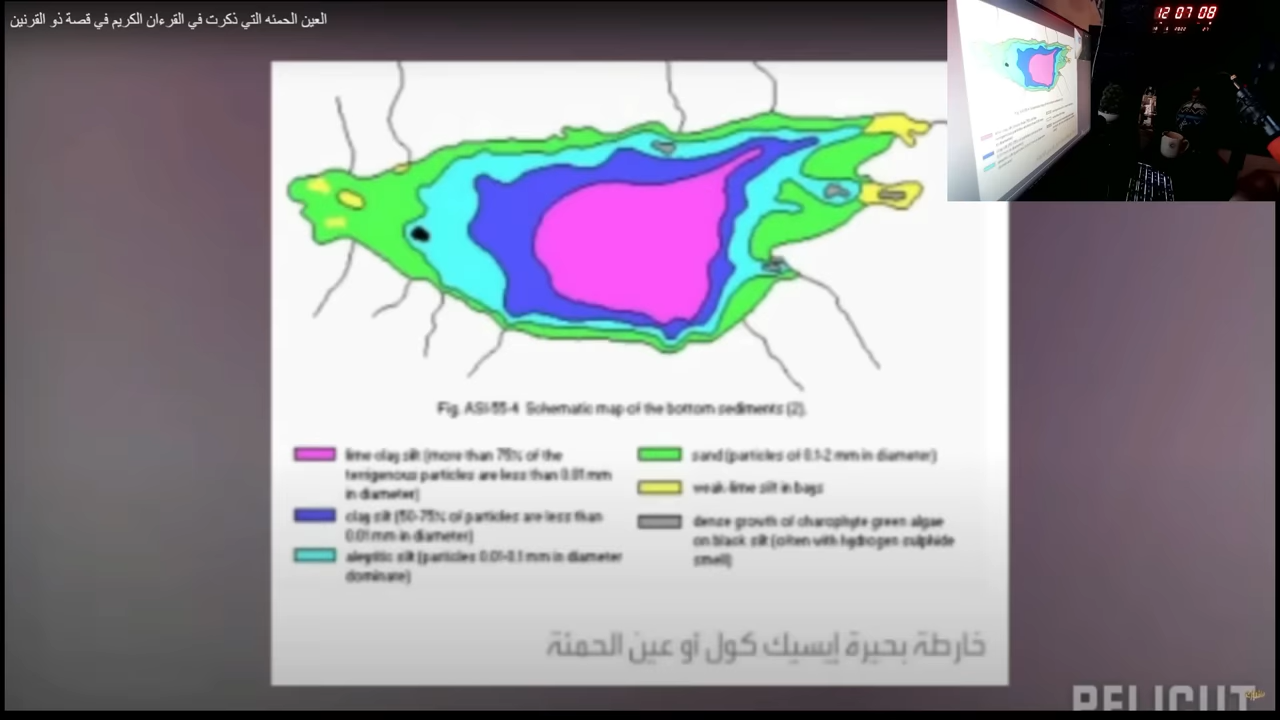 العين الحمئه التي ذكرت في القرءان الكريم في قصة ذو القرنين
12 07 08
Fig. ASI-55-4 Schematic map of the bottom sediments (2).
lime clay silt (more than 75% of the
terrigenous particles are less than 0.01 mm
in diameter)
clay silt (50-75% of particles are less than
0.01 mm in diameter)
aleuritic silt (particles 0.01-0.1 mm in diameter
dominate)
sand (particles of 0.1-2 mm in diameter)
weak-lime silt in bays
dense growth of charophyte green algae
on black silt (often with hydrogen sulphide
smell)
خارطة بحيرة إيسيك كول أو عين الحمئة